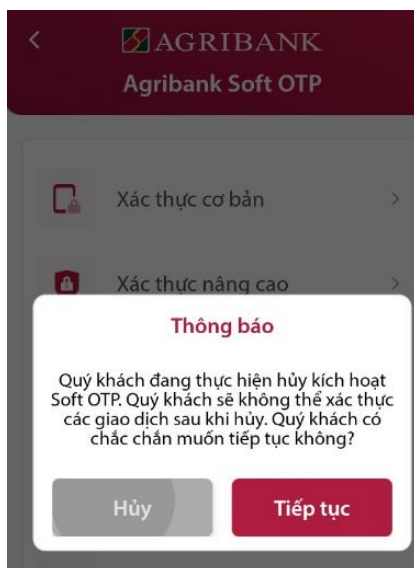 AGRIBANK
Agribank Soft OTP
Xác thực cơ bản
Xác thực nâng cao
Thông báo
Quý khách đang thực hiện hủy kích hoạt
Soft OTP. Quý khách sẽ không thể xác thực
các giao dịch sau khi hủy. Quý khách có
chắc chắn muốn tiếp tục không?
Hủy
Tiếp tục